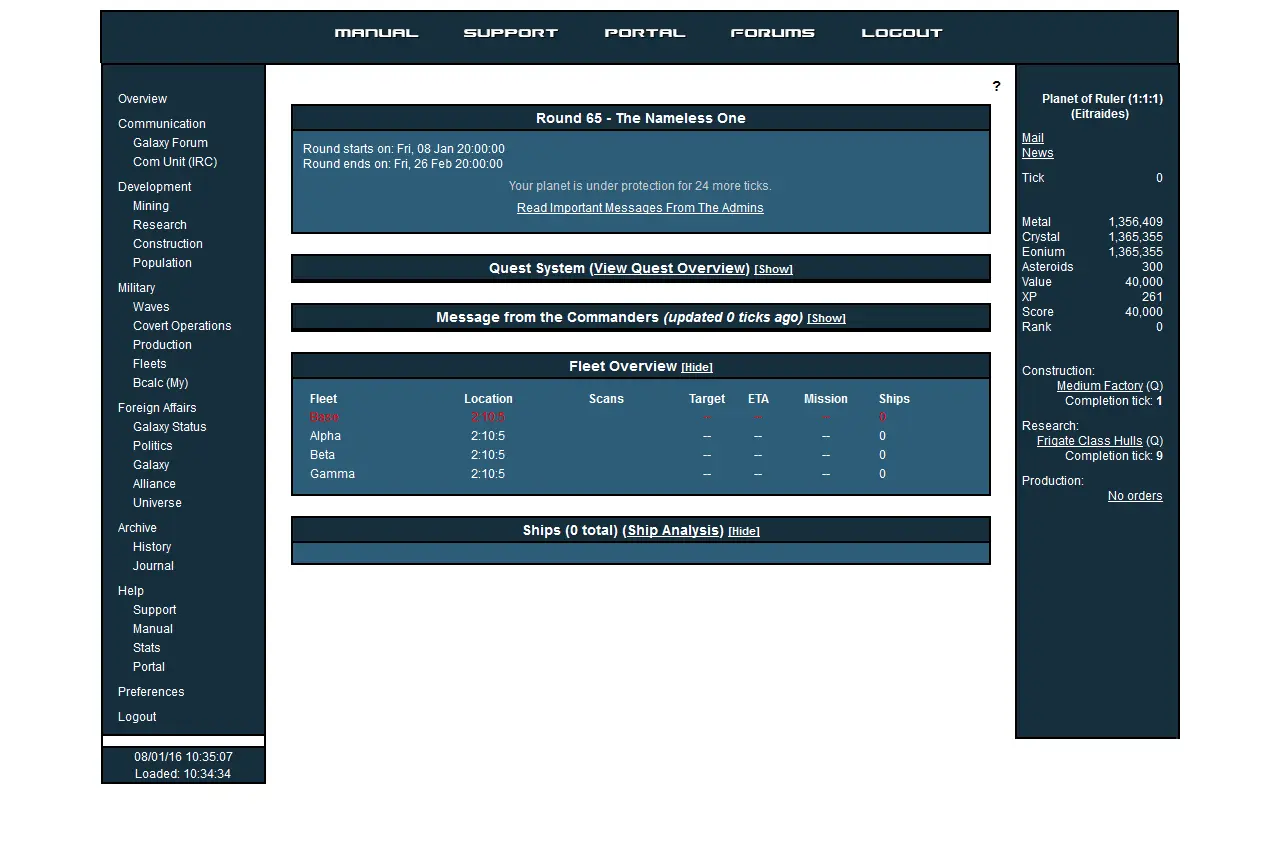 MANUAL SUPPORT PORTAL FORUMS LOGOUT
Overview
Communication
Galaxy Forum
Com Unit (IRC)
Development
Mining
Research
Construction
Population
Military
Waves
Covert Operations
Production
Fleets
Bcalc (My)
Foreign Affairs
Galaxy Status
Politics
Galaxy
Alliance
Universe
Archive
History
Journal
Help
Support
Manual
Stats
Portal
Preferences
Logout
08/01/16 10:35:07
Loaded: 10:34:34
?
Round 65 - The Nameless One
Round starts on: Fri, 08 Jan 20:00:00
Round ends on: Fri, 26 Feb 20:00:00
Your planet is under protection for 24 more ticks.
Read Important Messages From The Admins
Quest System (View Quest Overview) [Show]
Message from the Commanders (updated 0 ticks ago) [Show]
Fleet Overview [Hide]
Fleet Location Scans Target ETA Mission Ships
Base 2:10:5 -- -- -- 0
Alpha 2:10:5 -- -- -- 0
Beta 2:10:5 -- -- -- 0
Gamma 2:10:5 -- -- -- 0
Ships (0 total) (Ship Analysis) [Hide]
Planet of Ruler (1:1:1)
(Eitraides)
Mail
News
Tick 0
Metal 1,356,409
Crystal 1,365,355
Eonium 1,365,355
Asteroids 300
Value 40,000
XP 261
Score 40,000
Rank 0
Construction:
Medium Factory (Q)
Completion tick: 1
Research:
Frigate Class Hulls (Q)
Completion tick: 9
Production:
No orders